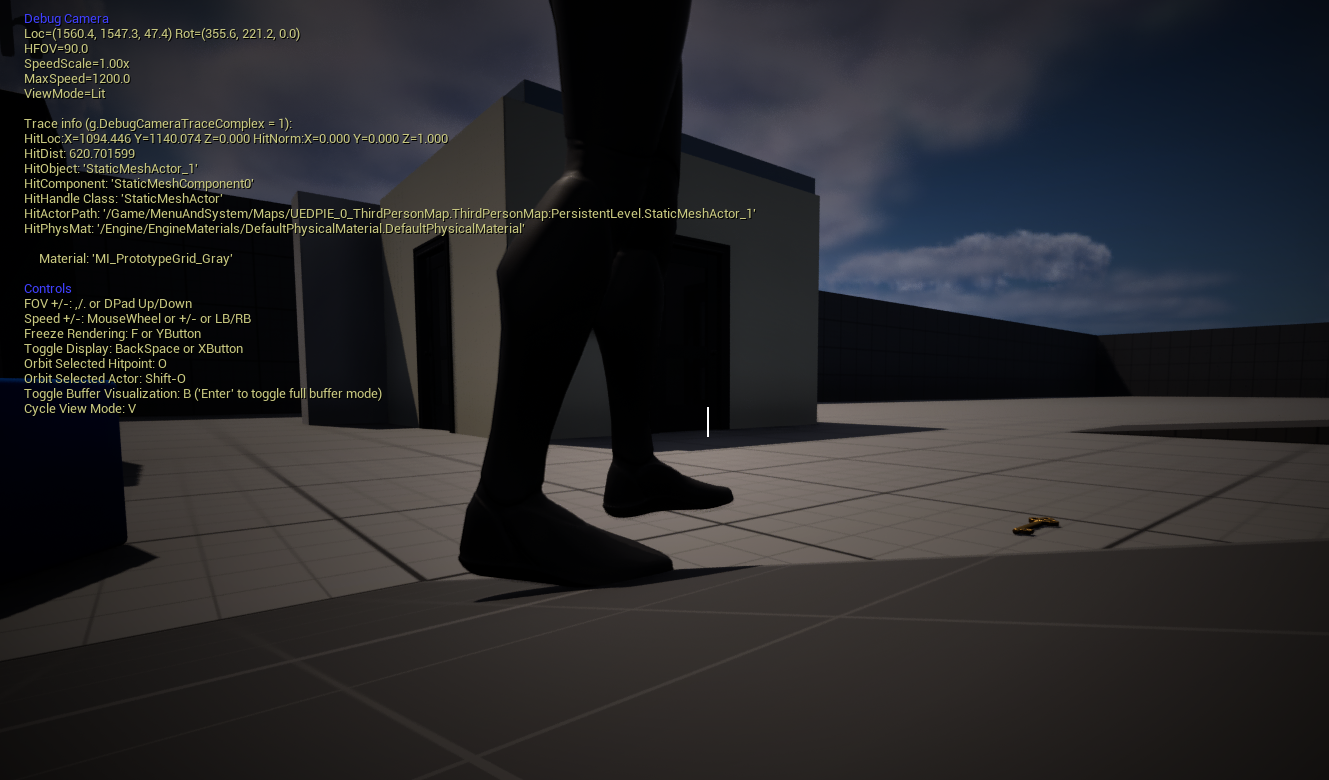 Debug Camera
Loc=(1560.4, 1547.3, 47.4) Rot=(355.6, 221.2, 0.0)
HFOV=90.0
SpeedScale=1.00x
MaxSpeed=1200.0
ViewMode=Lit
Trace info (g.DebugCameraTraceComplex = 1):
HitLoc:X=1094.446 Y=1140.074 Z=0.000 HitNorm:X=0.000 Y=0.000 Z=1.000
HitDist: 620.701599
HitObject: 'StaticMeshActor_1'
HitComponent: 'StaticMeshComponent0'
HitHandle Class: 'StaticMeshActor'
HitActorPath: '/Game/MenuAndSystem/Maps/UEDPIE_0_ThirdPersonMap.ThirdPersonMap:PersistentLevel.StaticMeshActor_1'
HitPhysMat: '/Engine/EngineMaterials/DefaultPhysicalMaterial.DefaultPhysicalMaterial'
Material: 'MI_PrototypeGrid_Gray'
Controls
FOV +/-: ,/. or DPad Up/Down
Speed +/-: MouseWheel or +/- or LB/RB
Freeze Rendering: F or YButton
Toggle Display: BackSpace or XButton
Orbit Selected Hitpoint: O
Orbit Selected Actor: Shift-O
Toggle Buffer Visualization: B ('Enter' to toggle full buffer mode)
Cycle View Mode: V